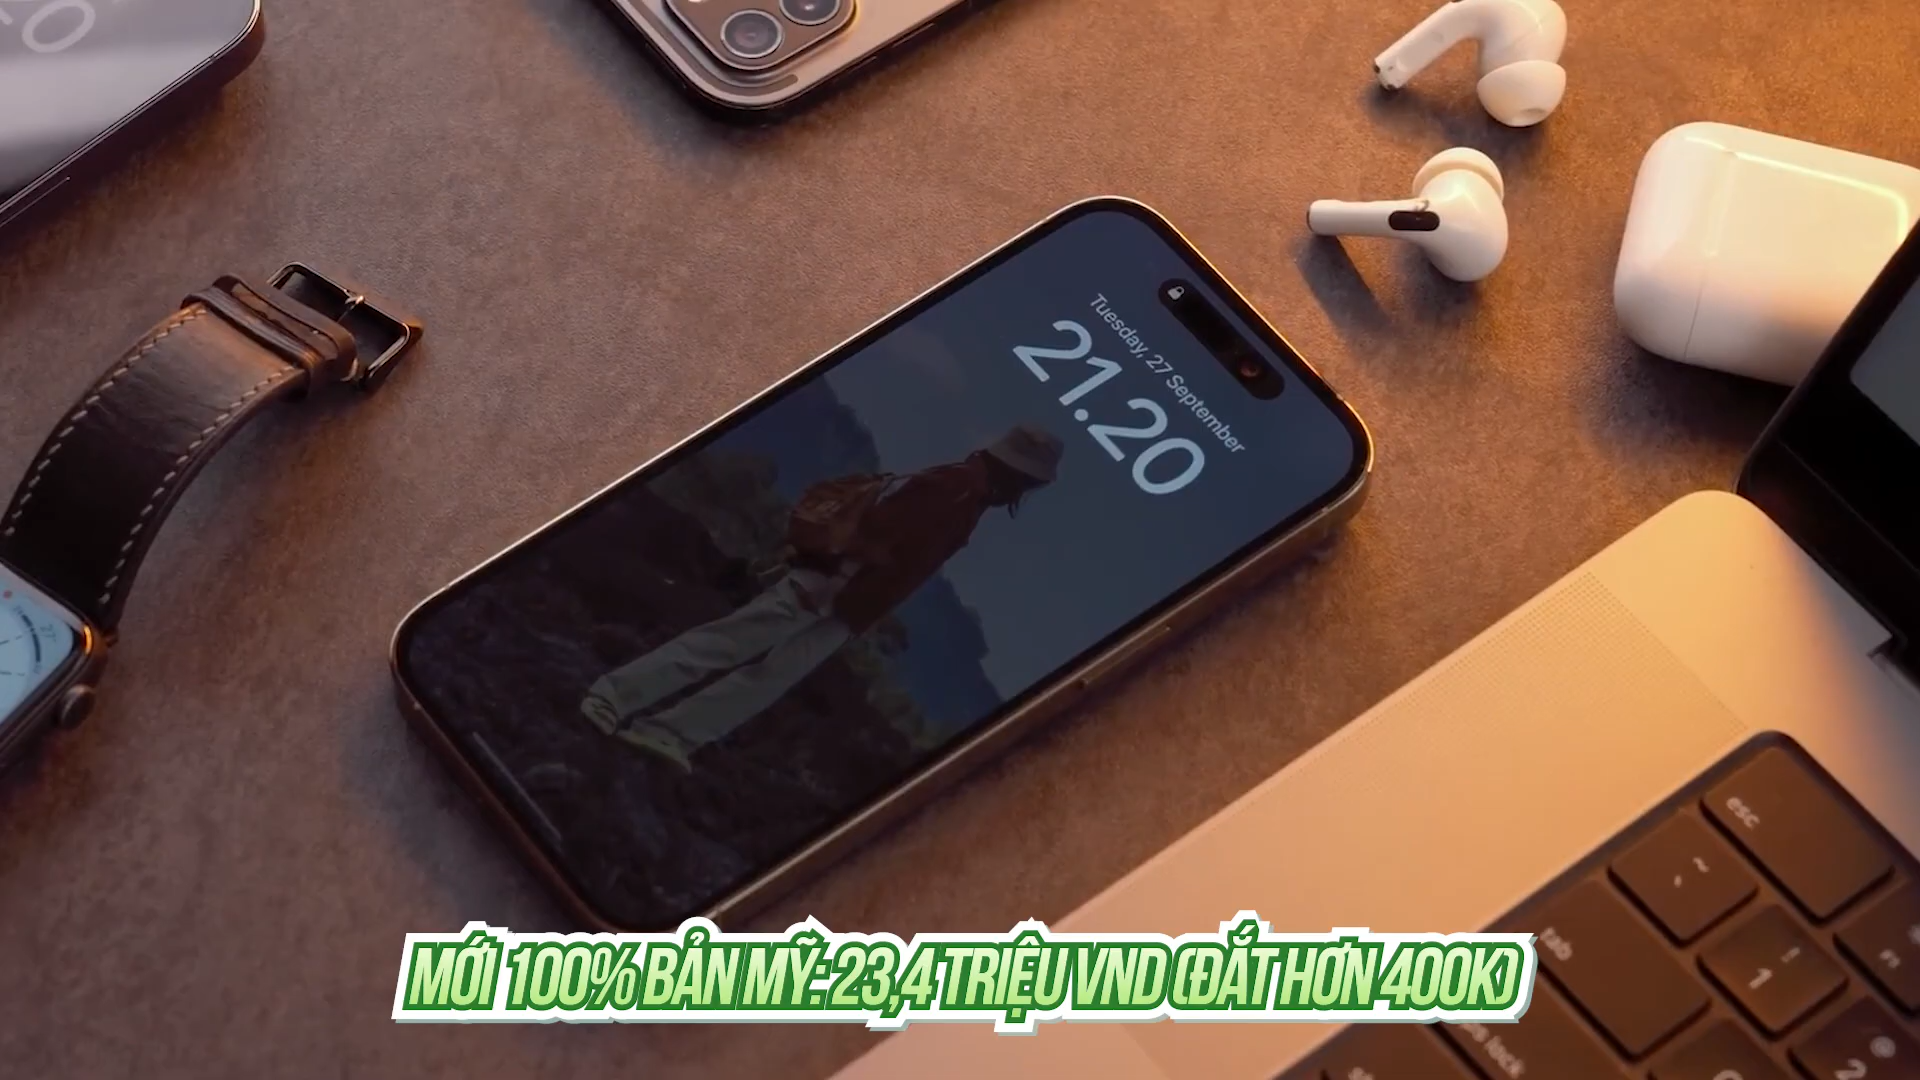 Tuesday, 27 September
21.20
27
esc
~
`
tab
!
1
@
2
MỚI 100% BẢN MỸ: 23,4 TRIỆU VND (ĐẮT HƠN 400K)